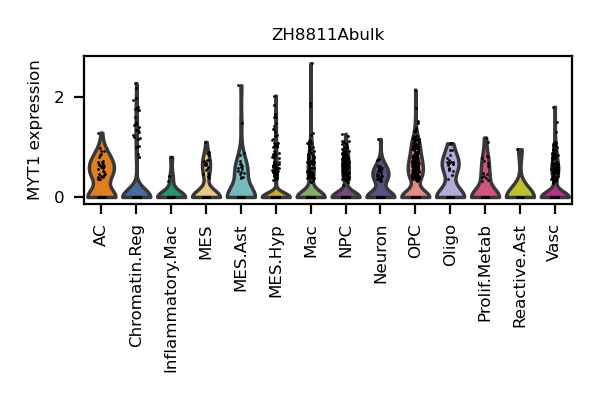 ZH8811Abulk
MYT1 expression
2
0
AC
Chromatin.Reg
Inflammatory.Mac
MES
MES.Ast
MES.Hyp
Mac
NPC
Neuron
OPC
Oligo
Prolif.Metab
Reactive.Ast
Vasc